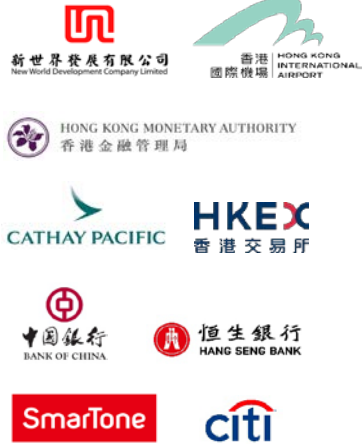 新世界發展有限公司
New World Development Company Limited
香港
國際機場
HONG KONG
INTERNATIONAL
AIRPORT
HONG KONG MONETARY AUTHORITY
香港金融管理局
CATHAY PACIFIC
HKEX
香港交易所
中国銀行
BANK OF CHINA
恒生銀行
HANG SENG BANK
SmarTone
citi